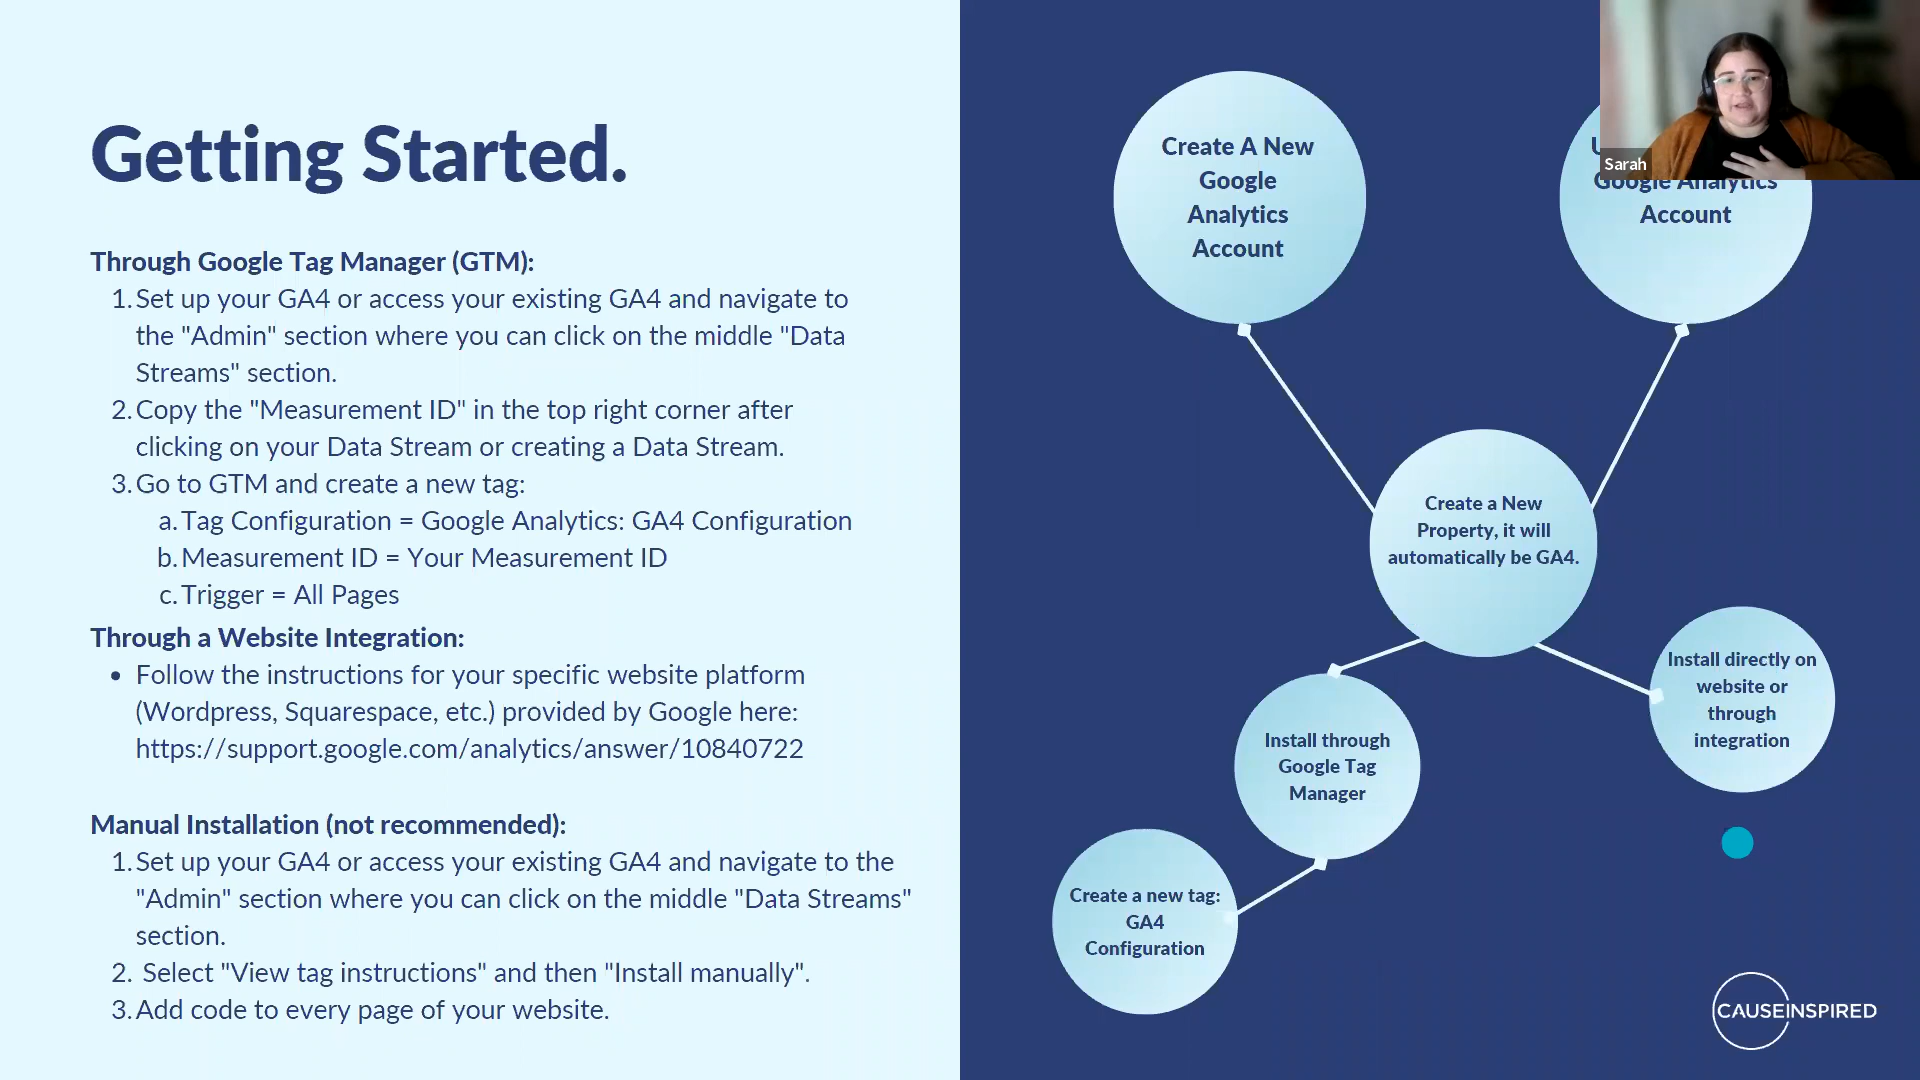 Getting Started.
Through Google Tag Manager (GTM):
1. Set up your GA4 or access your existing GA4 and navigate to
the "Admin" section where you can click on the middle "Data
Streams" section.
2. Copy the "Measurement ID" in the top right corner after
clicking on your Data Stream or creating a Data Stream.
3. Go to GTM and create a new tag:
a. Tag Configuration = Google Analytics: GA4 Configuration
b. Measurement ID = Your Measurement ID
c. Trigger = All Pages
Through a Website Integration:
• Follow the instructions for your specific website platform
(Wordpress, Squarespace, etc.) provided by Google here:
https://support.google.com/analytics/answer/10840722
Manual Installation (not recommended):
1. Set up your GA4 or access your existing GA4 and navigate to the
"Admin" section where you can click on the middle "Data Streams"
section.
2. Select "View tag instructions" and then "Install manually".
3. Add code to every page of your website.
Create A New
Google
Analytics
Account
Sarah
Google Analytics
Account
Create a New
Property, it will
automatically be GA4.
Install directly on
website or
through
integration
Install through
Google Tag
Manager
Create a new tag:
GA4
Configuration
CAUSEINSPIRED